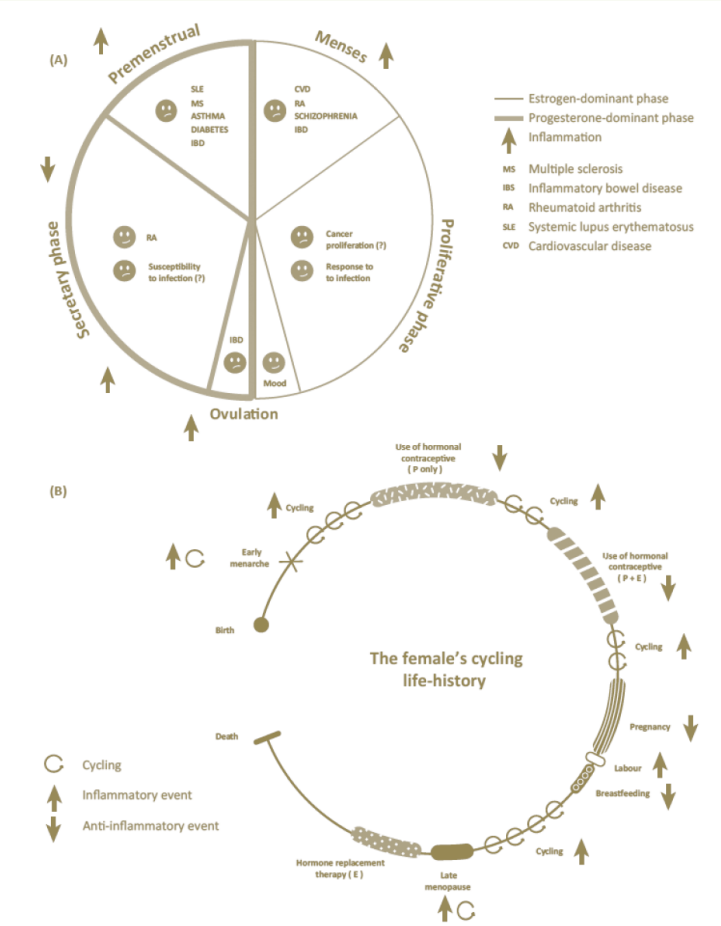 (A)
Premenstrual
Menses
SLE
MS
ASTHMA
DIABETES
IBD
CVD
RA
SCHIZOPHRENIA
IBD
Estrogen-dominant phase
Progesterone-dominant phase
Inflammation
MS Multiple sclerosis
IBS Inflammatory bowel disease
RA Rheumatoid arthritis
SLE Systemic lupus erythematosus
CVD Cardiovascular disease
Secretary phase
RA
Susceptibility
to infection (?)
Cancer
proliferation (?)
Response to
to infection
Proliferative phase
IBD
Mood
Ovulation
(B)
Use of hormonal
contraceptive
( P only )
Cycling
Cycling
Early
menarche
Use of hormonal
contraceptive
( P + E )
Birth
Cycling
The female's cycling
life-history
Pregnancy
Death
Labour
Breastfeeding
Cycling
Cycling
Inflammatory event
Anti-inflammatory event
Hormone replacement
therapy ( E )
Late
menopause